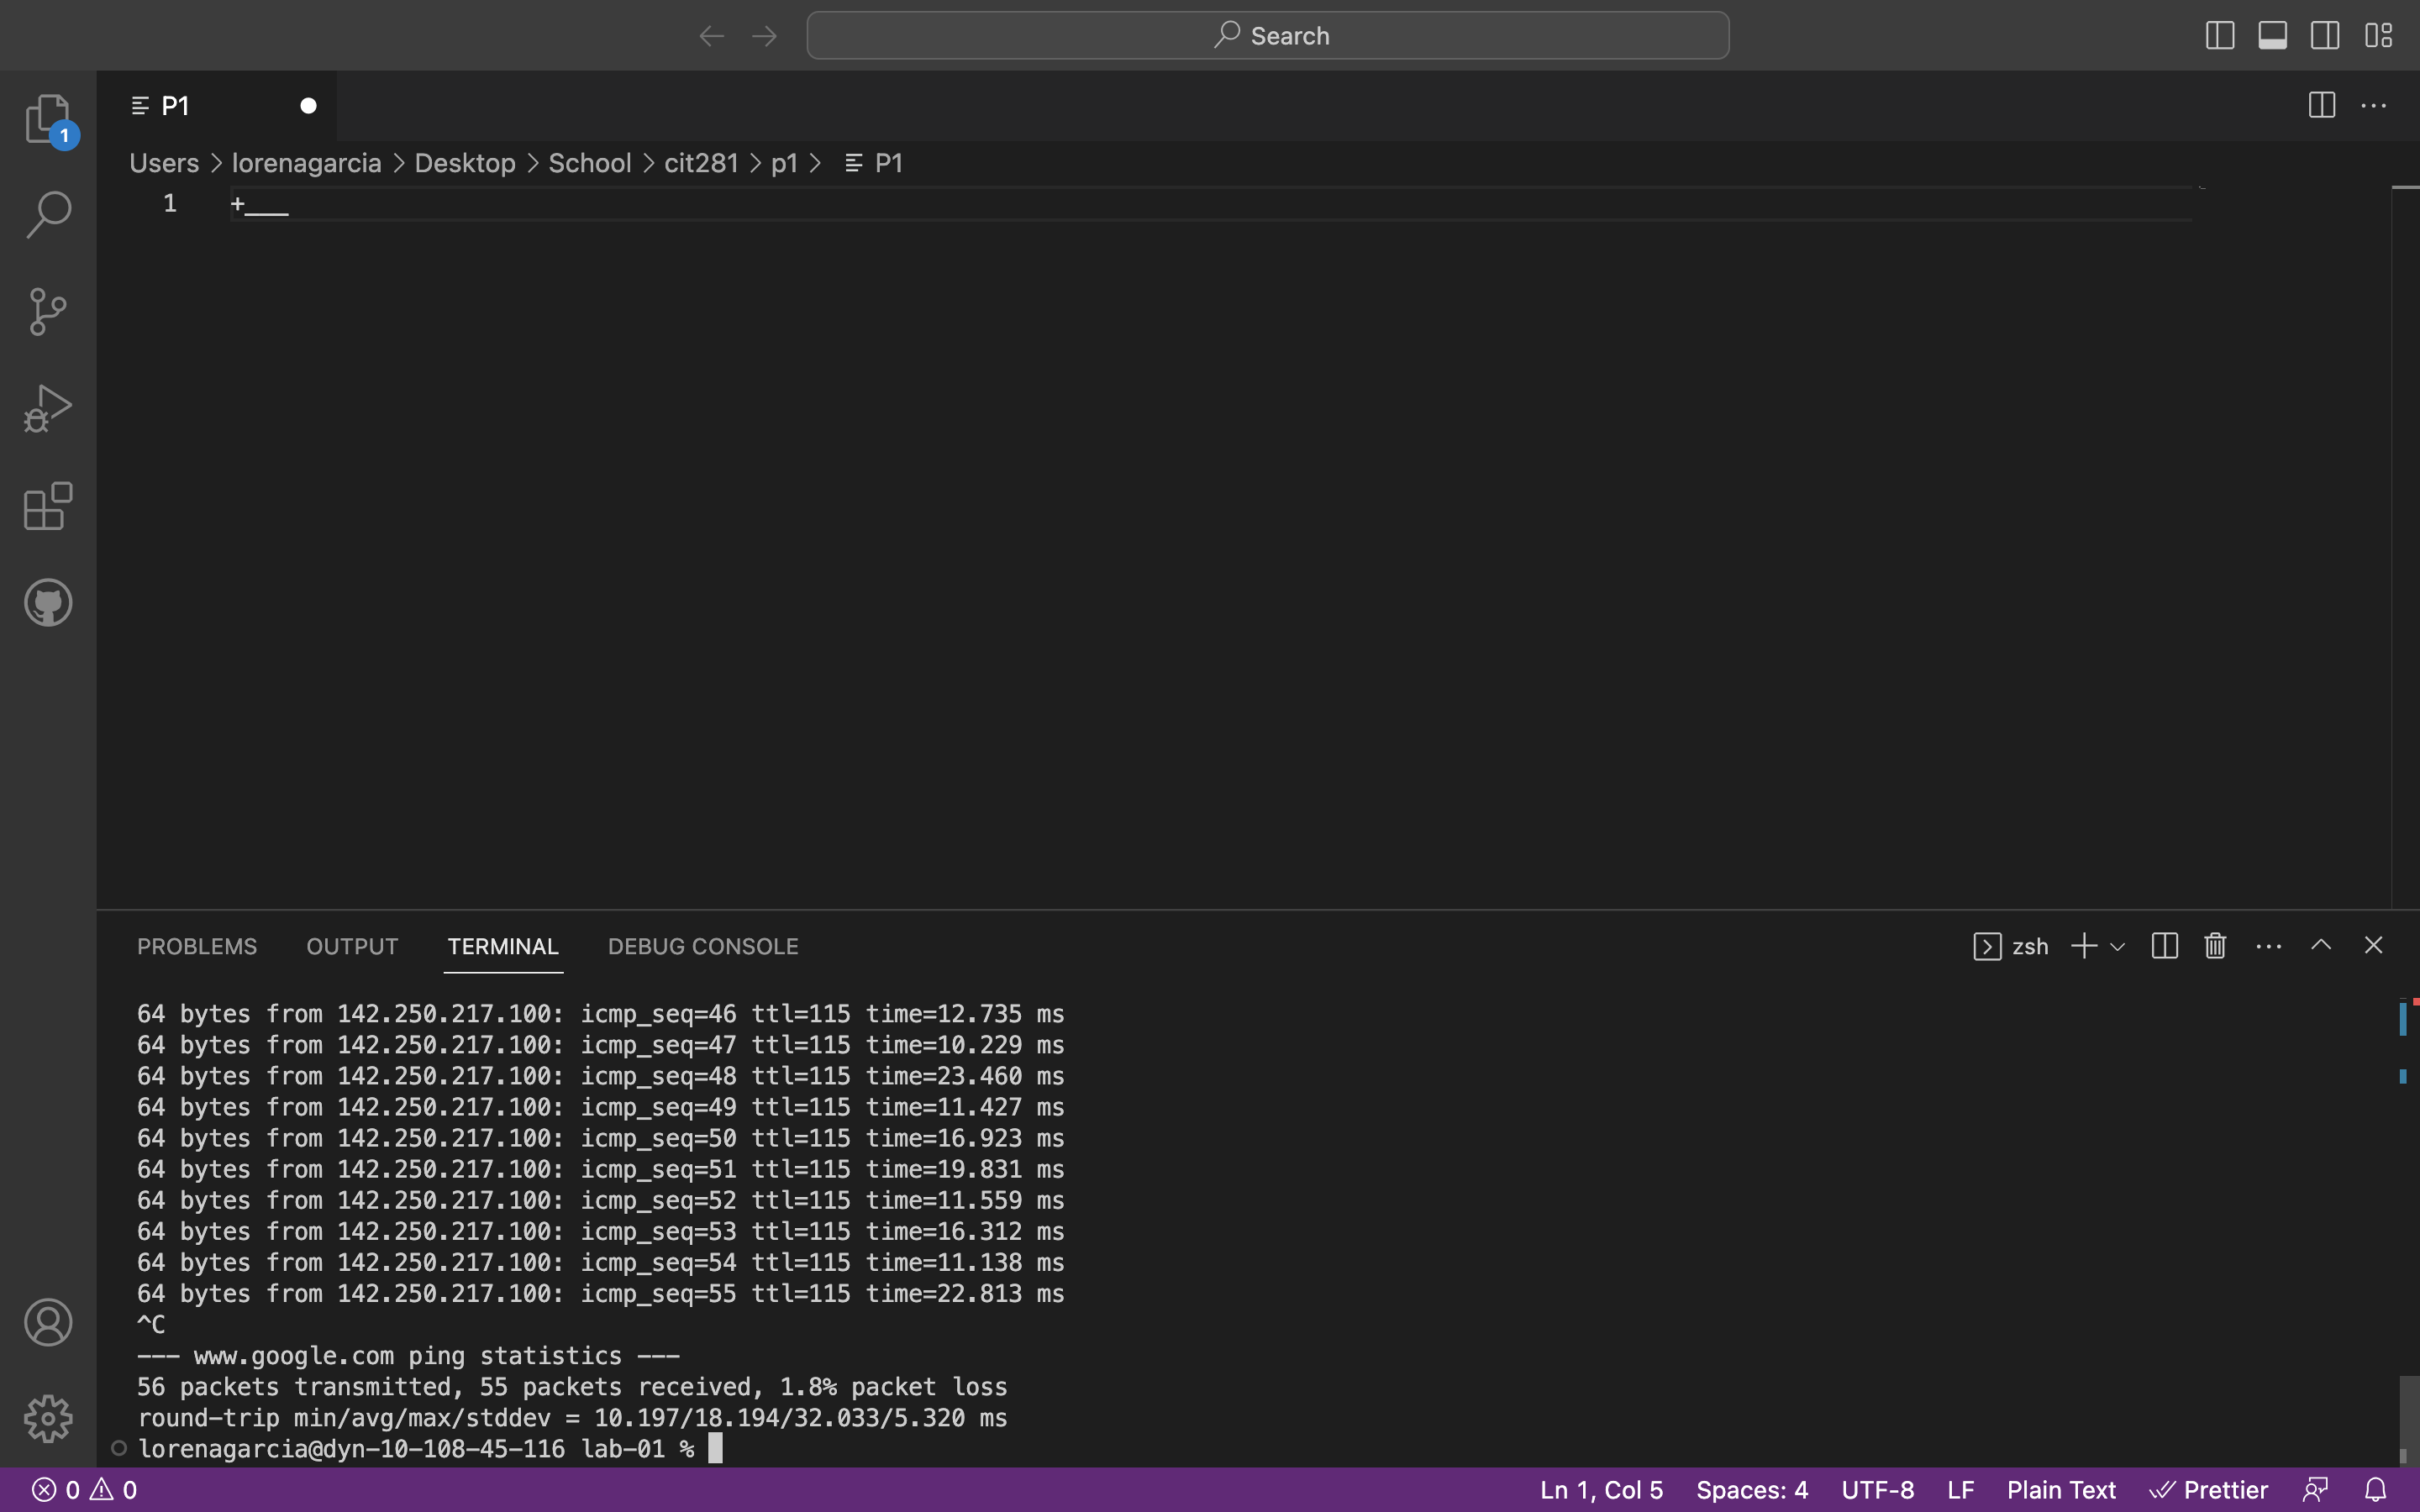 Search
P1
1
Users > lorenagarcia > Desktop > School > cit281 > p1 > P1
1 +___
PROBLEMS OUTPUT TERMINAL DEBUG CONSOLE zsh
64 bytes from 142.250.217.100: icmp_seq=46 ttl=115 time=12.735 ms
64 bytes from 142.250.217.100: icmp_seq=47 ttl=115 time=10.229 ms
64 bytes from 142.250.217.100: icmp_seq=48 ttl=115 time=23.460 ms
64 bytes from 142.250.217.100: icmp_seq=49 ttl=115 time=11.427 ms
64 bytes from 142.250.217.100: icmp_seq=50 ttl=115 time=16.923 ms
64 bytes from 142.250.217.100: icmp_seq=51 ttl=115 time=19.831 ms
64 bytes from 142.250.217.100: icmp_seq=52 ttl=115 time=11.559 ms
64 bytes from 142.250.217.100: icmp_seq=53 ttl=115 time=16.312 ms
64 bytes from 142.250.217.100: icmp_seq=54 ttl=115 time=11.138 ms
64 bytes from 142.250.217.100: icmp_seq=55 ttl=115 time=22.813 ms
^C
--- www.google.com ping statistics ---
56 packets transmitted, 55 packets received, 1.8% packet loss
round-trip min/avg/max/stddev = 10.197/18.194/32.033/5.320 ms
lorenagarcia@dyn-10-108-45-116 lab-01 %
0 0 Ln 1, Col 5 Spaces: 4 UTF-8 LF Plain Text Prettier